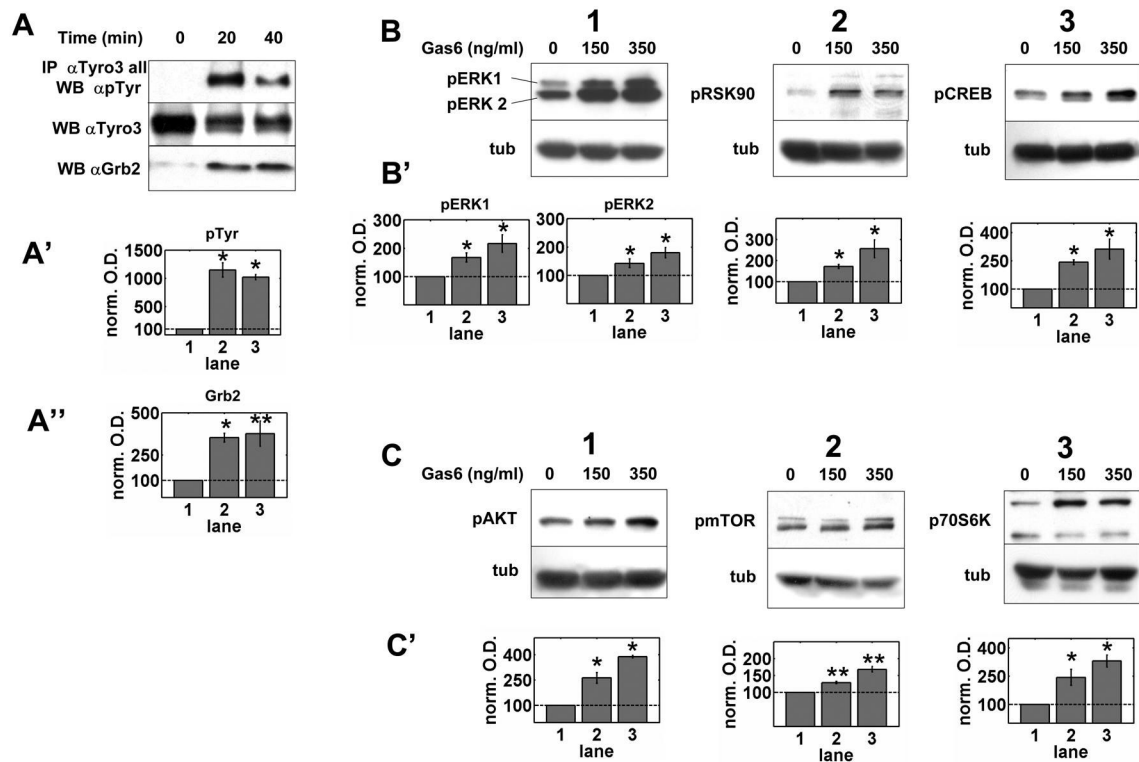 A
Time (min) 0 20 40
IP αTyro3 all
WB αpTyr
WB αTyro3
WB αGrb2
A'
pTyr
norm. O.D.
1500
1000
500
100
1 2 3
* *
lane
A''
Grb2
norm. O.D.
500
250
100
1 2 3
* **
lane
B
1 2 3
Gas6 (ng/ml) 0 150 350 0 150 350 0 150 350
pERK1
pERK 2
pRSK90
pCREB
tub tub tub
B'
pERK1
norm. O.D.
300
200
100
* *
1 2 3
lane
pERK2
300
200
100
* *
1 2 3
lane
norm. O.D.
300
200
100
* *
1 2 3
lane
norm. O.D.
400
250
100
* *
1 2 3
lane
C
1 2 3
Gas6 (ng/ml) 0 150 350 0 150 350 0 150 350
pAKT
pmTOR
p70S6K
tub tub tub
C'
norm. O.D.
400
250
100
* *
1 2 3
lane
norm. O.D.
200
150
100
** **
1 2 3
lane
norm. O.D.
400
250
100
* *
1 2 3
lane